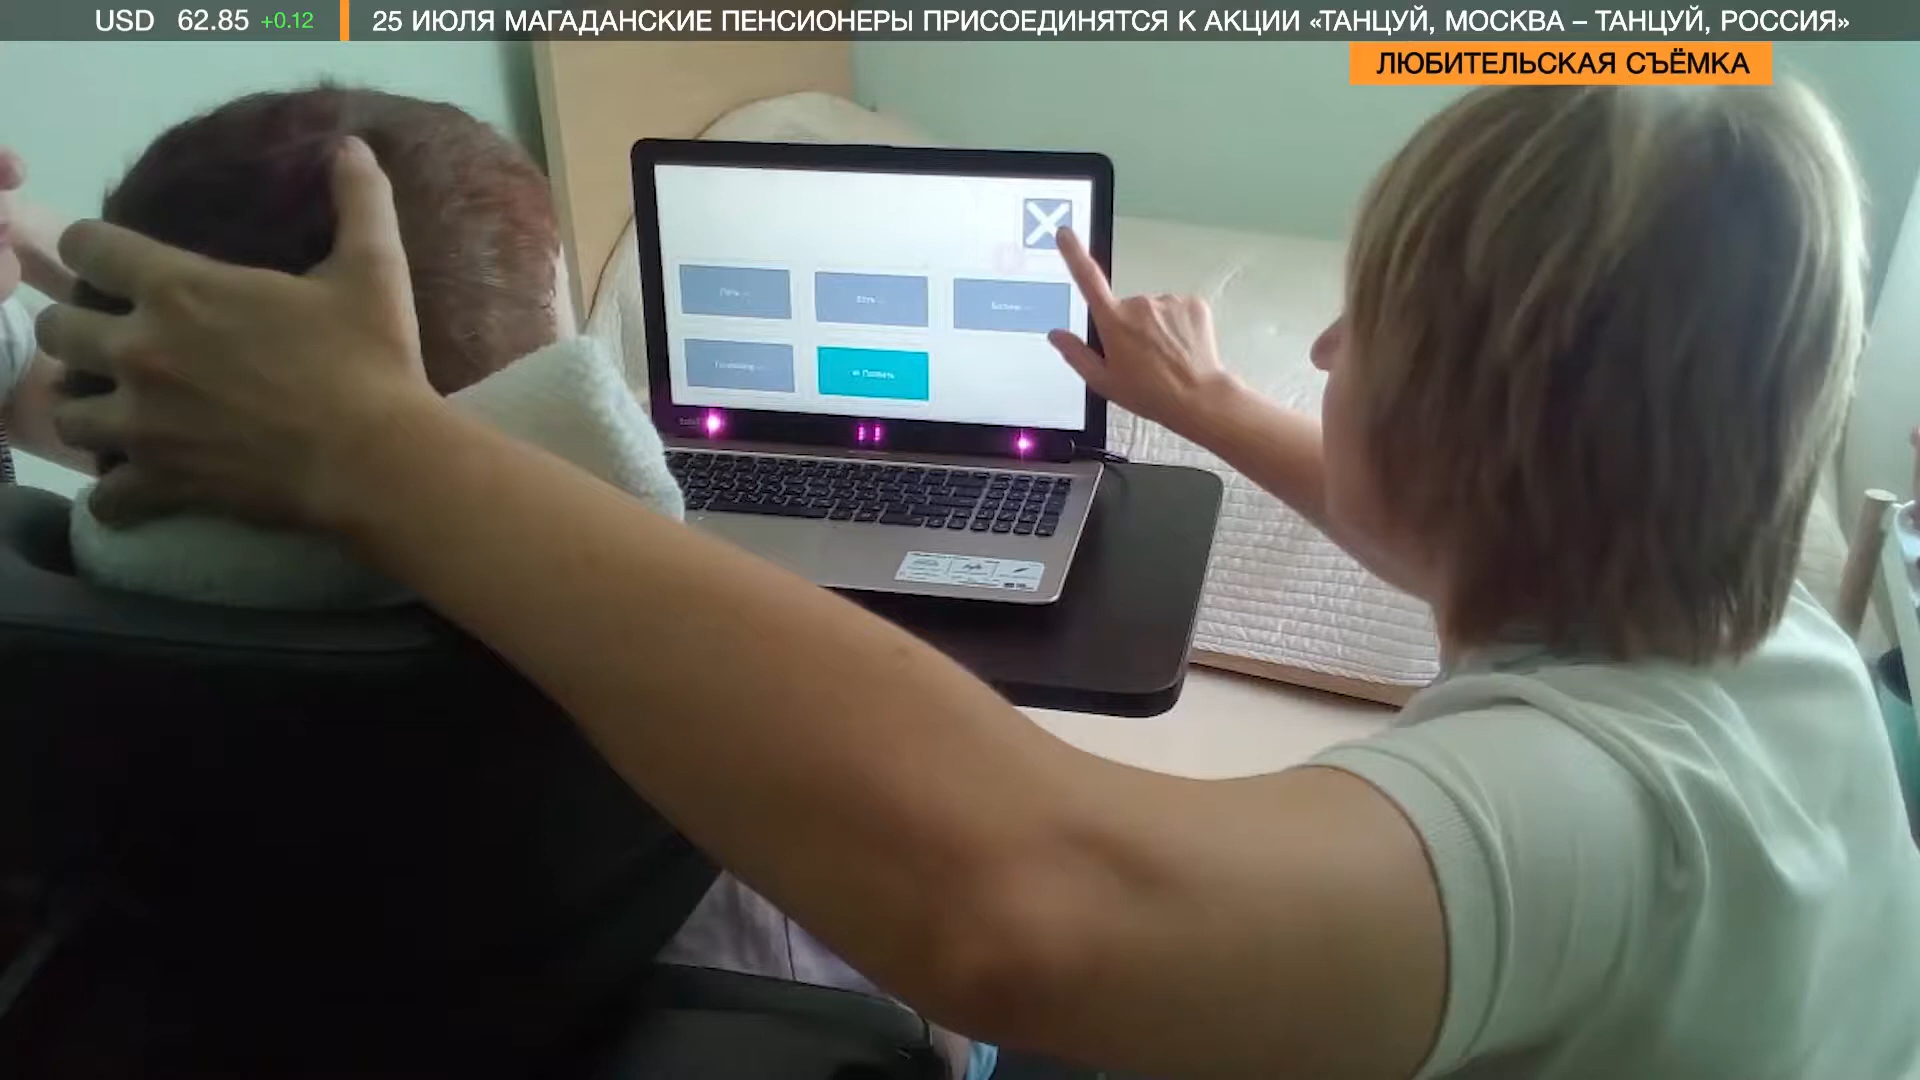 USD 62.85 +0.12 25 ИЮЛЯ МАГАДАНСКИЕ ПЕНСИОНЕРЫ ПРИСОЕДИНЯТСЯ К АКЦИИ «ТАНЦУЙ, МОСКВА – ТАНЦУЙ, РОССИЯ»
ЛЮБИТЕЛЬСКАЯ СЪЁМКА